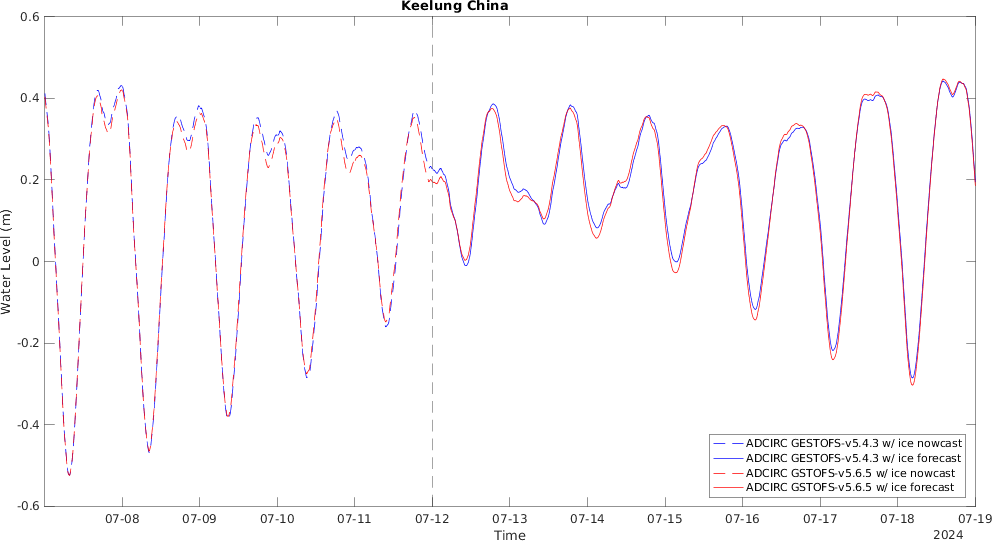 Keelung China
Water Level (m)
0.6
0.4
0.2
0
-0.2
-0.4
-0.6
ADCIRC GESTOFS-v5.4.3 w/ ice nowcast
ADCIRC GESTOFS-v5.4.3 w/ ice forecast
ADCIRC GSTOFS-v5.6.5 w/ ice nowcast
ADCIRC GSTOFS-v5.6.5 w/ ice forecast
07-08 07-09 07-10 07-11 07-12 07-13 07-14 07-15 07-16 07-17 07-18 07-19
Time
2024